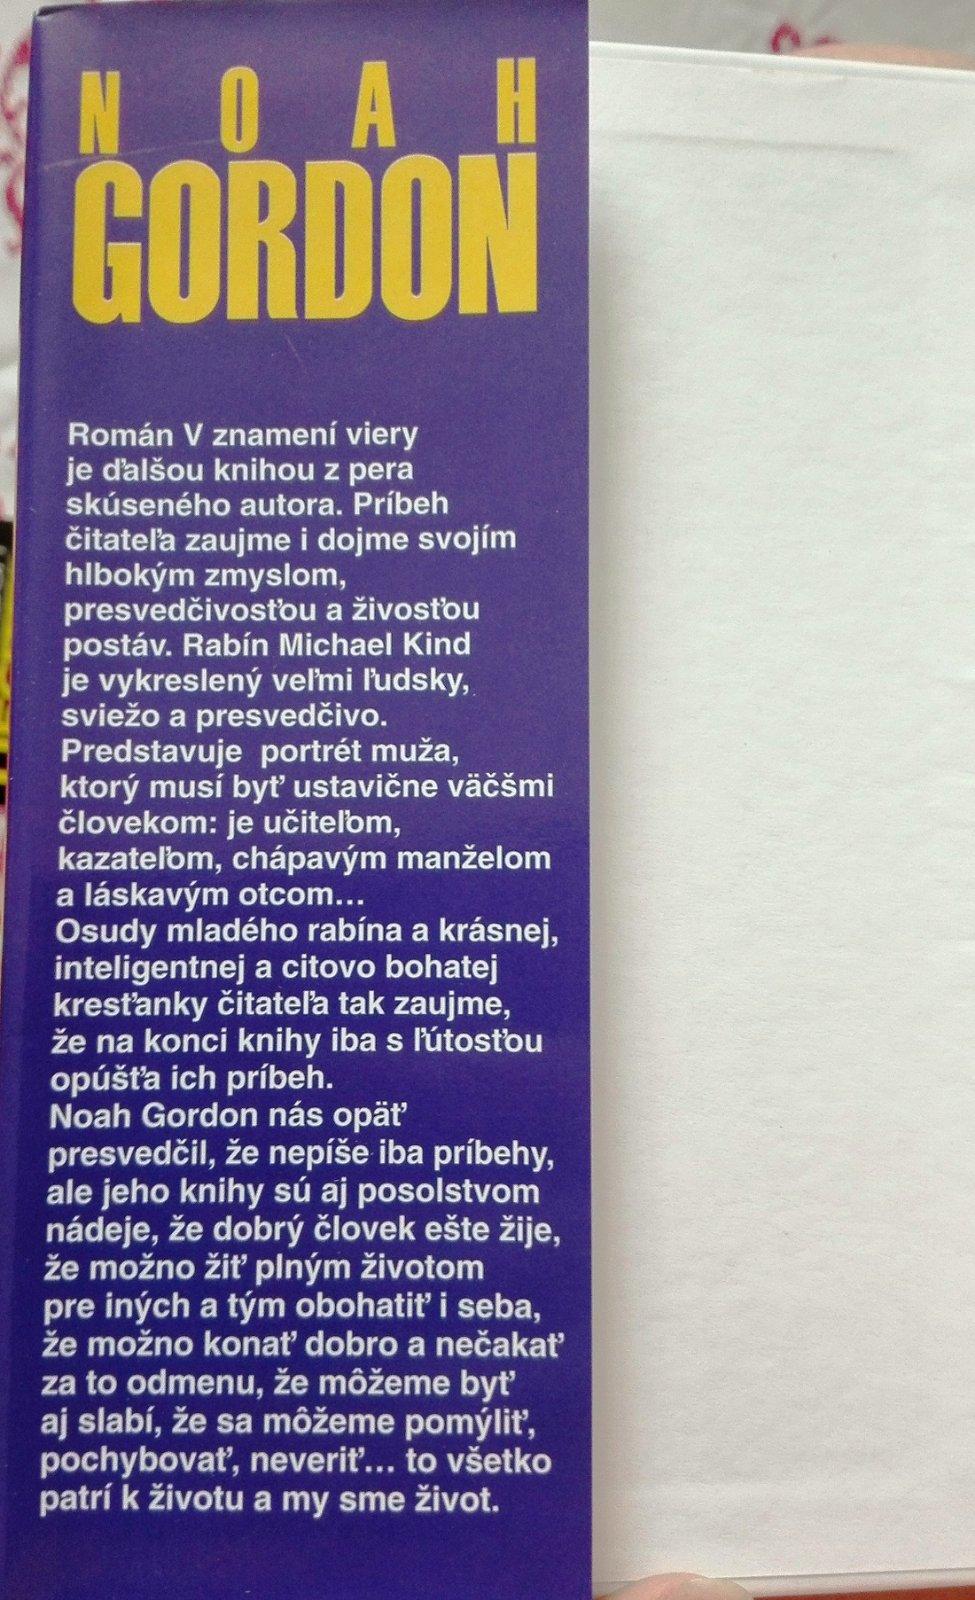 NOAH
GORDON
Román V znamení viery
je ďalšou knihou z pera
skúseného autora. Príbeh
čitateľa zaujme i dojme svojím
hlbokým zmyslom,
presvedčivosťou a živosťou
postáv. Rabín Michael Kind
je vykreslený veľmi ľudsky,
sviežo a presvedčivo.
Predstavuje portrét muža,
ktorý musí byť ustavične väčšmi
človekom: je učiteľom,
kazateľom, chápavým manželom
a láskavým otcom...
Osudy mladého rabína a krásnej,
inteligentnej a citovo bohatej
kresťanky čitateľa tak zaujme,
že na konci knihy iba s ľútosťou
opúšťa ich príbeh.
Noah Gordon nás opäť
presvedčil, že nepíše iba príbehy,
ale jeho knihy sú aj posolstvom
nádeje, že dobrý človek ešte žije,
že možno žiť plným životom
pre iných a tým obohatiť i seba,
že možno konať dobro a nečakať
za to odmenu, že môžeme byť
aj slabí, že sa môžeme pomýliť,
pochybovať, neveriť... to všetko
patrí k životu a my sme život.